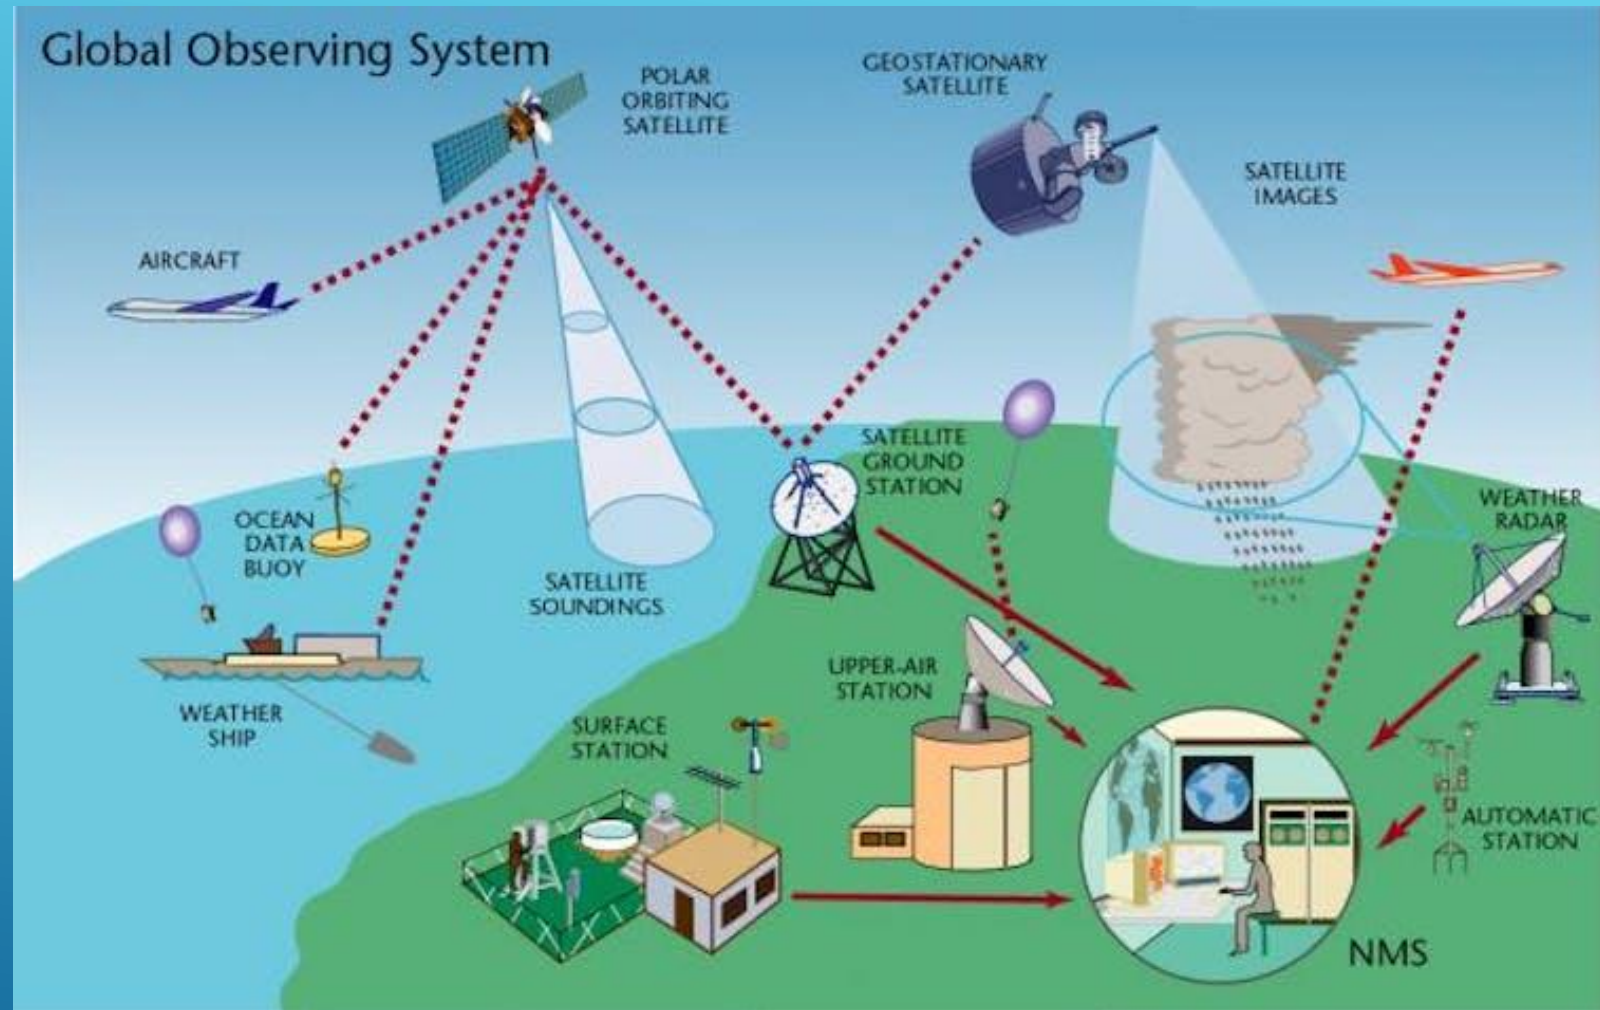 Global Observing System
POLAR
ORBITING
SATELLITE
GEOSTATIONARY
SATELLITE
SATELLITE
IMAGES
AIRCRAFT
SATELLITE
GROUND
STATION
WEATHER
RADAR
OCEAN
DATA
BUOY
SATELLITE
SOUNDINGS
UPPER-AIR
STATION
WEATHER
SHIP
SURFACE
STATION
AUTOMATIC
STATION
NMS